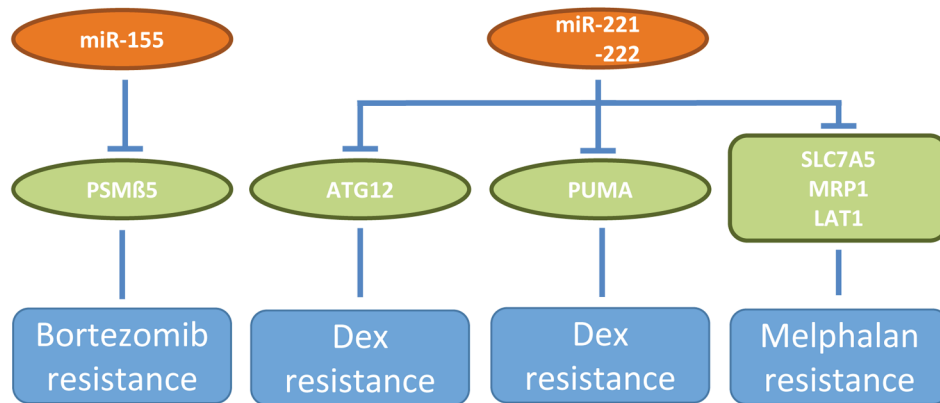 miR-155
miR-221
-222
PSMß5
ATG12
PUMA
SLC7A5
MRP1
LAT1
Bortezomib
resistance
Dex
resistance
Dex
resistance
Melphalan
resistance